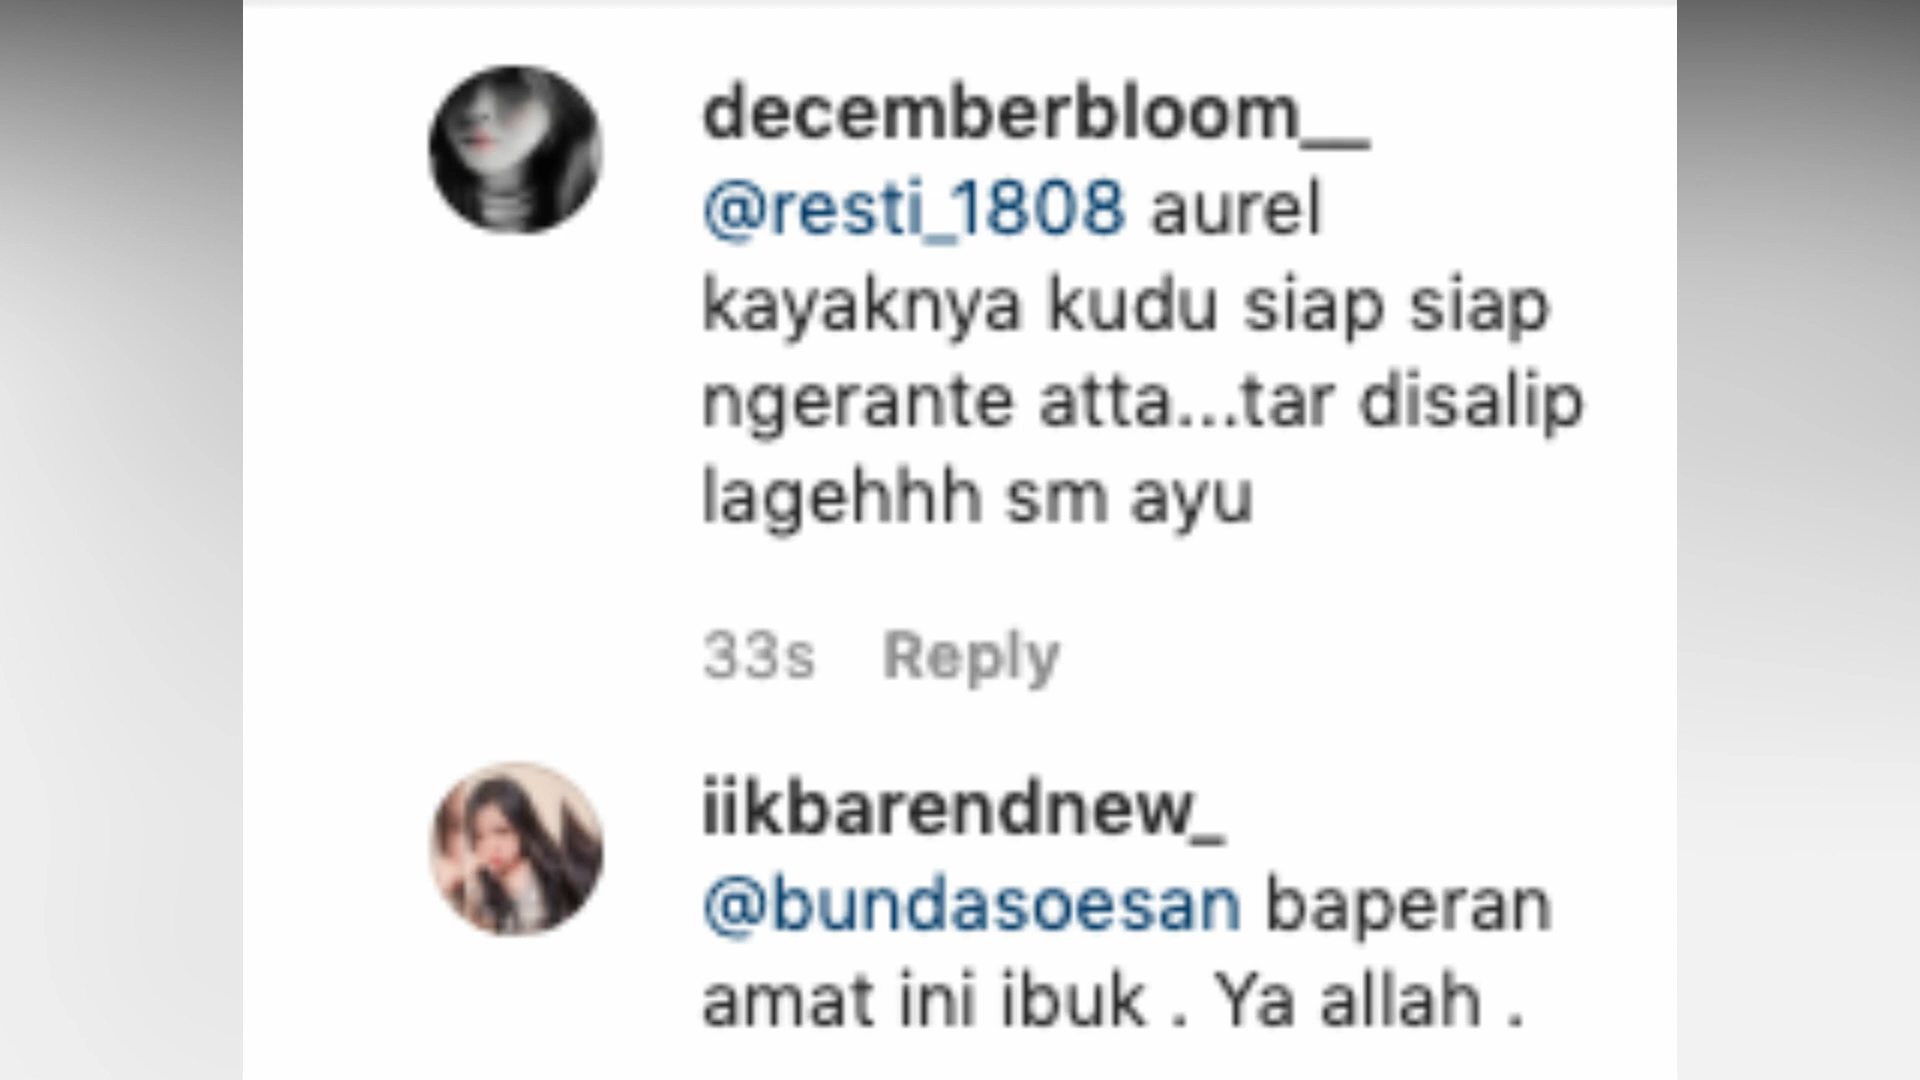 decemberbloom__
@resti_1808 aurel
kayaknya kudu siap siap
ngerante atta...tar disalip
lagehhh sm ayu
33s Reply
iikbarendnew_
@bundasoesan baperan
amat ini ibuk . Ya allah .